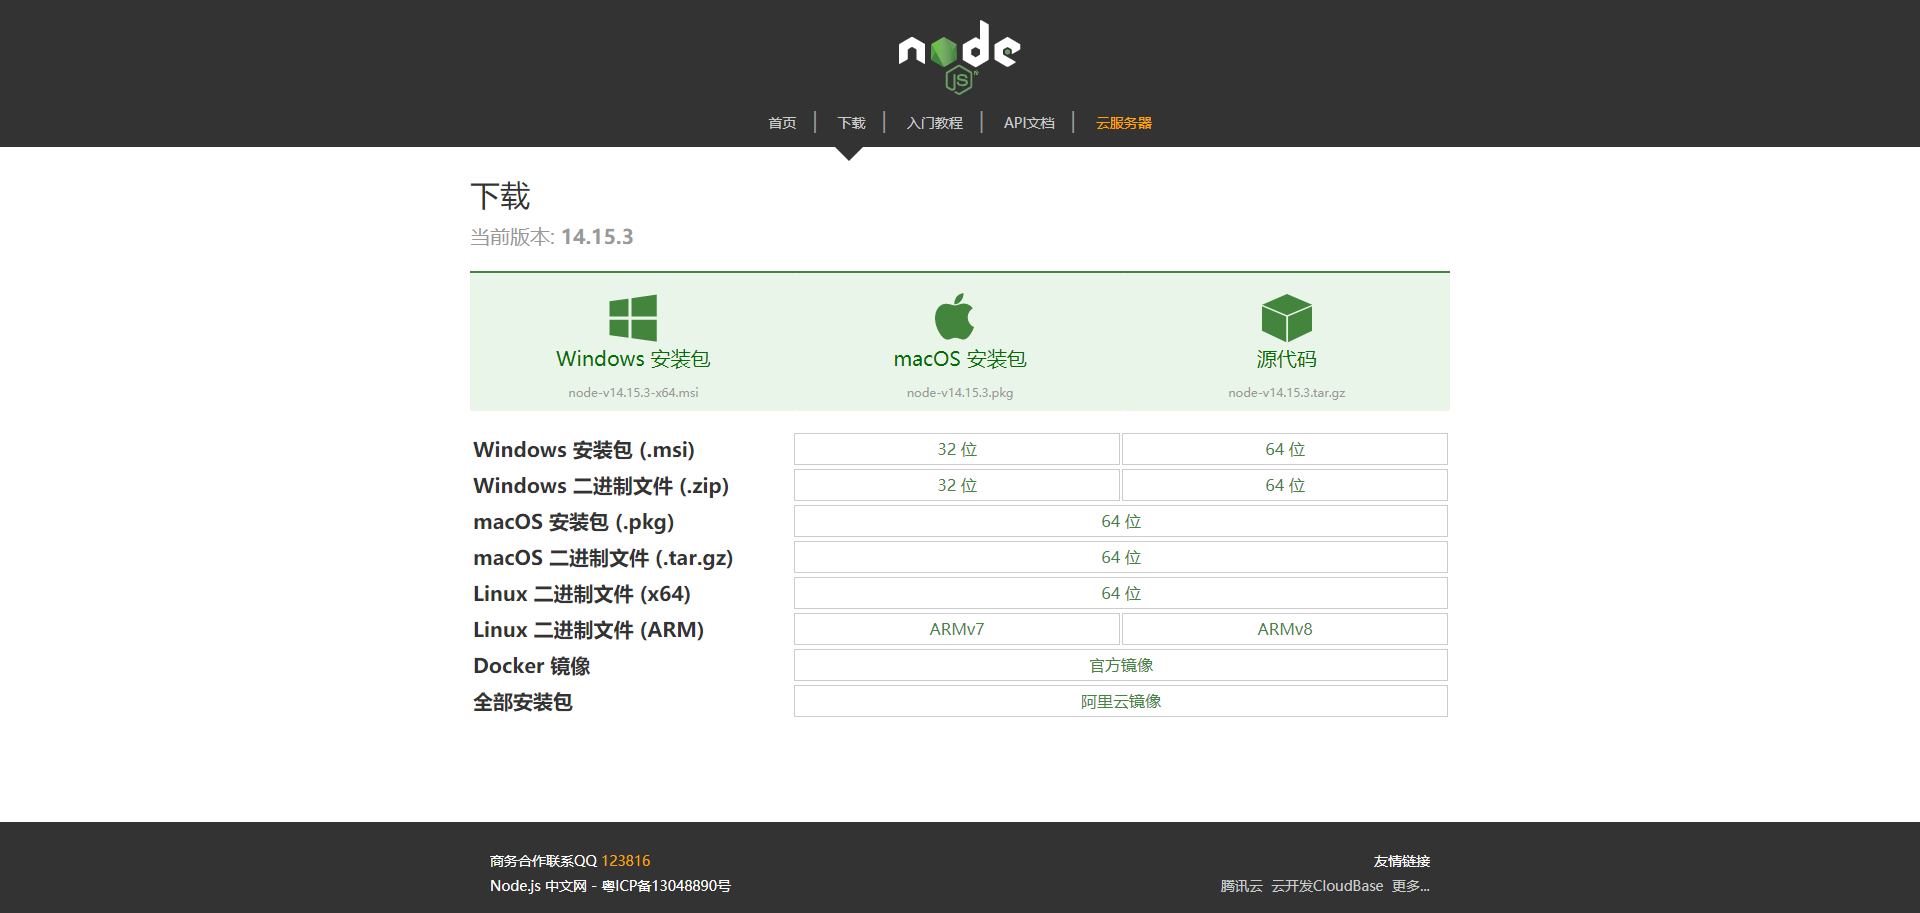 node
JS
首页 下载 入门教程 API文档 云服务器
下载
当前版本: 14.15.3
Windows 安装包 macOS 安装包 源代码
node-v14.15.3-x64.msi node-v14.15.3.pkg node-v14.15.3.tar.gz
Windows 安装包 (.msi) 32 位 64 位
Windows 二进制文件 (.zip) 32 位 64 位
macOS 安装包 (.pkg) 64 位
macOS 二进制文件 (.tar.gz) 64 位
Linux 二进制文件 (x64) 64 位
Linux 二进制文件 (ARM) ARMv7 ARMv8
Docker 镜像 官方镜像
全部安装包 阿里云镜像
商务合作联系QQ 123816 友情链接
Node.js 中文网 - 粤ICP备13048890号 腾讯云 云开发CloudBase 更多...